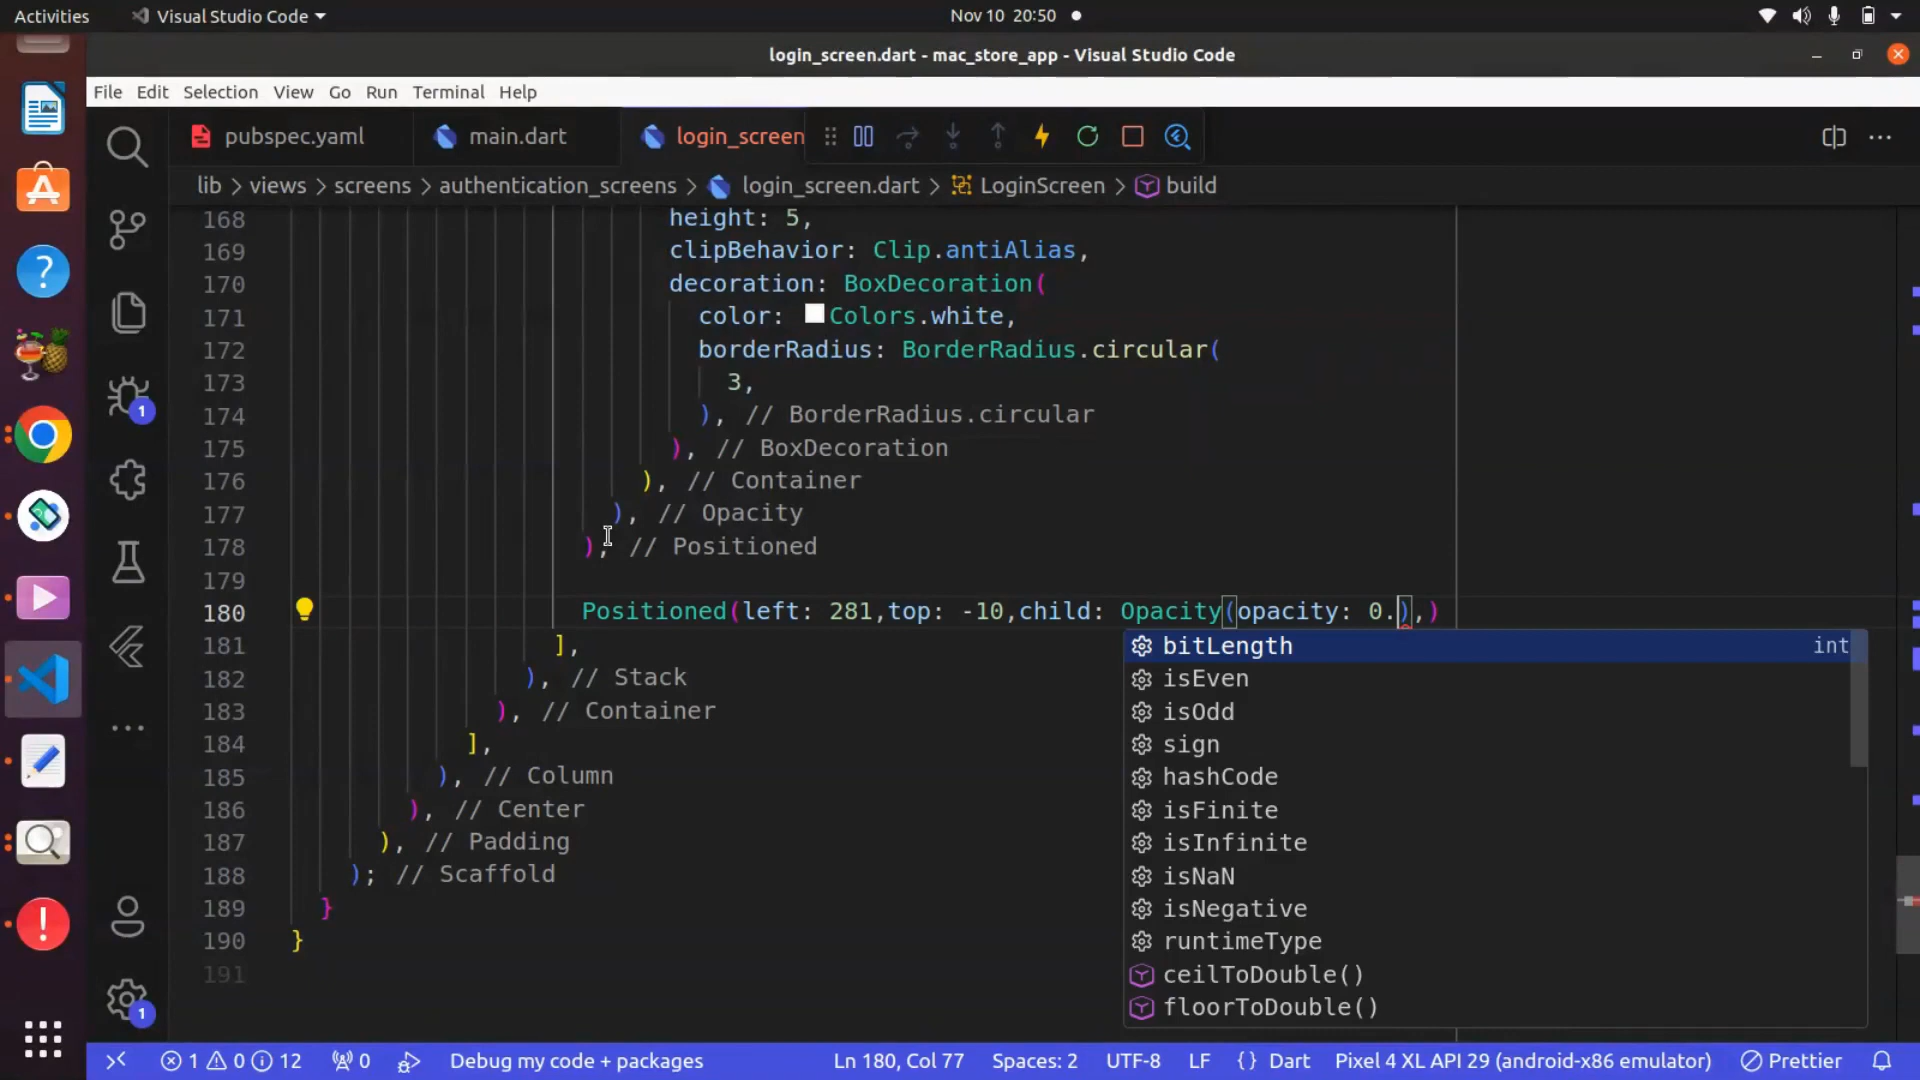 Activities
Visual Studio Code
Nov 10 20:50
login_screen.dart - mac_store_app - Visual Studio Code
File Edit Selection View Go Run Terminal Help
pubspec.yaml
main.dart
login_screen
lib > views > screens > authentication_screens > login_screen.dart > LoginScreen > build
168 height: 5,
169 clipBehavior: Clip.antiAlias,
170 decoration: BoxDecoration(
171 color: Colors.white,
172 borderRadius: BorderRadius.circular(
173 3,
174 ), // BorderRadius.circular
175 ), // BoxDecoration
176 ), // Container
177 ), // Opacity
178 ), // Positioned
179
180 Positioned(left: 281,top: -10,child: Opacity(opacity: 0.),)
181 ],
182 ), // Stack
183 ), // Container
184 ],
185 ), // Column
186 ), // Center
187 ), // Padding
188 ); // Scaffold
189 }
190 }
191
bitLength int
isEven
isOdd
sign
hashCode
isFinite
isInfinite
isNaN
isNegative
runtimeType
ceilToDouble()
floorToDouble()
1
1
1 0 12 0 Debug my code + packages Ln 180, Col 77 Spaces: 2 UTF-8 LF {} Dart Pixel 4 XL API 29 (android-x86 emulator) Prettier